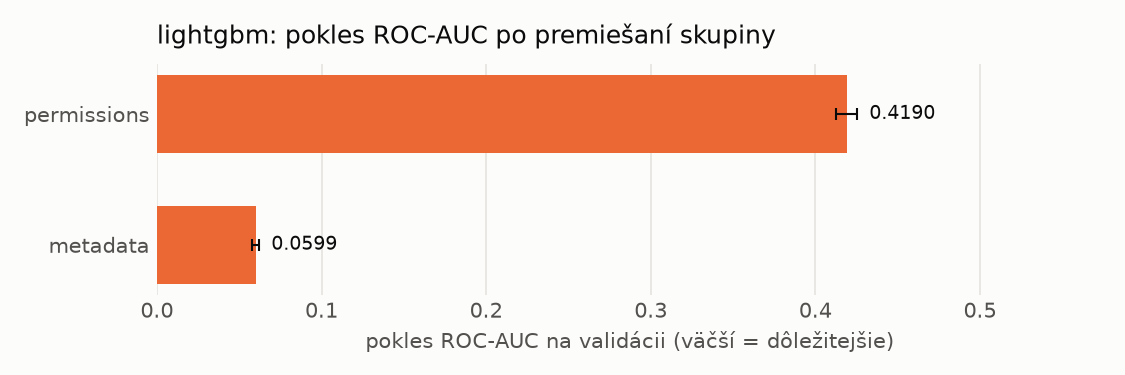 lightgbm: pokles ROC-AUC po premiešaní skupiny
permissions
0.4190
metadata
0.0599
0.0 0.1 0.2 0.3 0.4 0.5
pokles ROC-AUC na validácii (väčší = dôležitejšie)